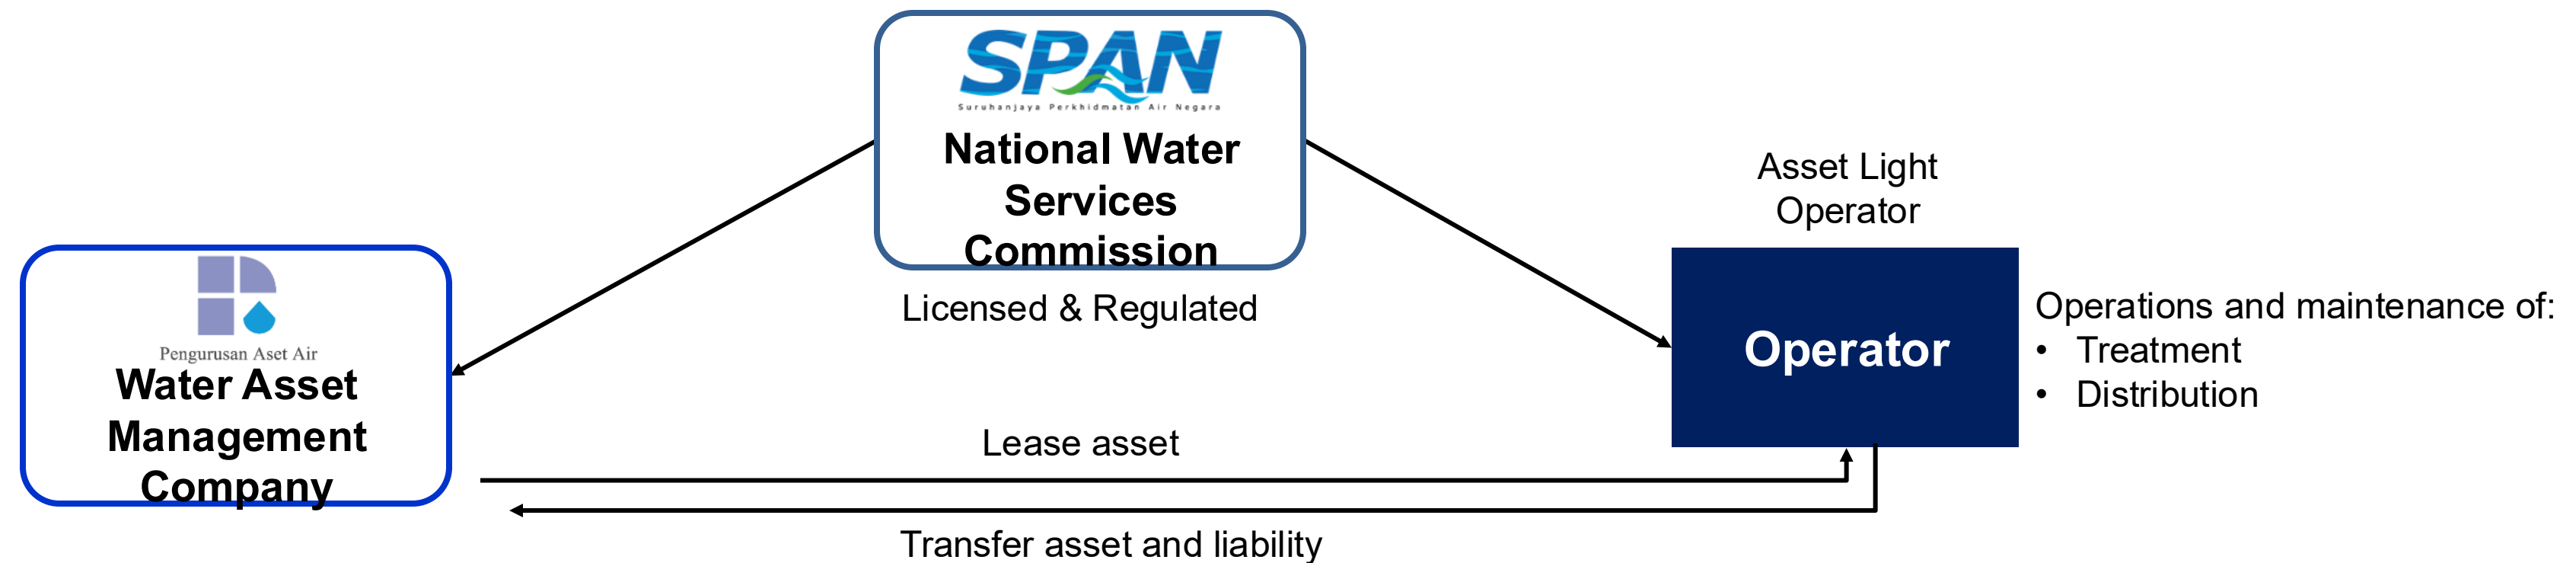 SPAN
Suruhanjaya Perkhidmatan Air Negara
National Water
Services
Commission
Licensed & Regulated
Pengurusan Aset Air
Water Asset
Management
Company
Asset Light
Operator
Operator
Operations and maintenance of:
• Treatment
• Distribution
Lease asset
Transfer asset and liability